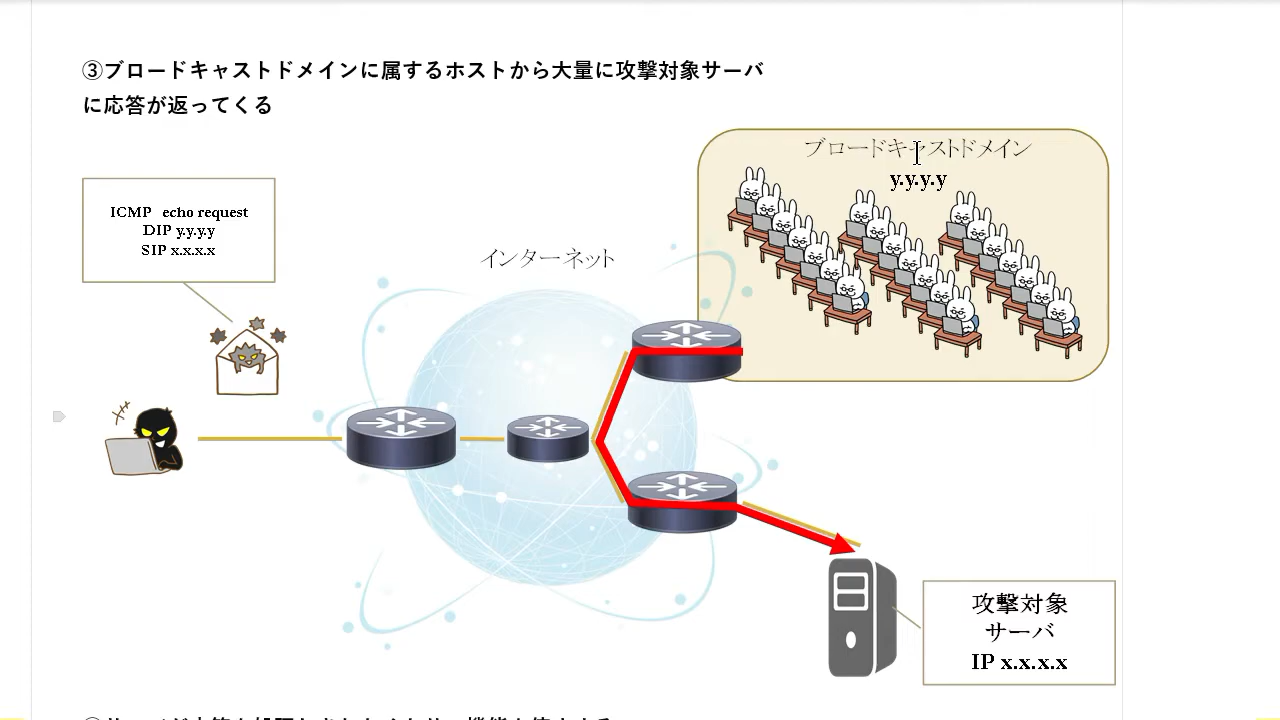 ③ブロードキャストドメインに属するホストから大量に攻撃対象サーバ
に応答が返ってくる
ブロードキャストドメイン
y.y.y.y
ICMP echo request
DIP y.y.y.y
SIP x.x.x.x
インターネット
攻撃対象
サーバ
IP x.x.x.x